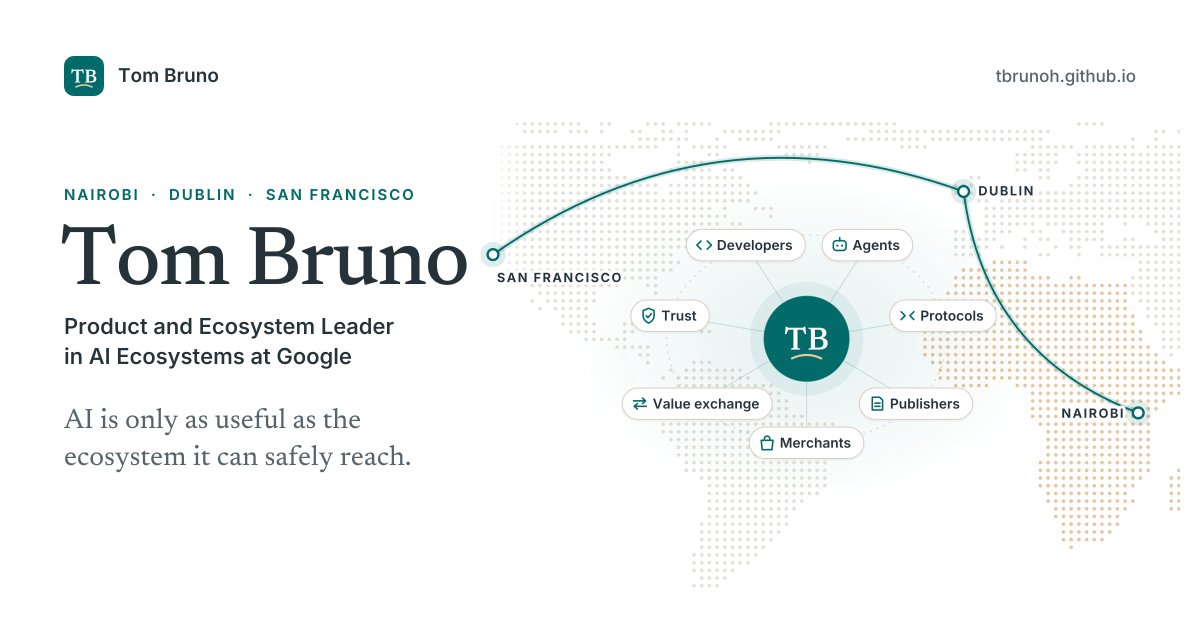 TB
Tom Bruno
tbrunoh.github.io
NAIROBI · DUBLIN · SAN FRANCISCO
Tom Bruno
Product and Ecosystem Leader
in AI Ecosystems at Google
AI is only as useful as the
ecosystem it can safely reach.
DUBLIN
SAN FRANCISCO
NAIROBI
Developers
Agents
Trust
Protocols
TB
Value exchange
Publishers
Merchants